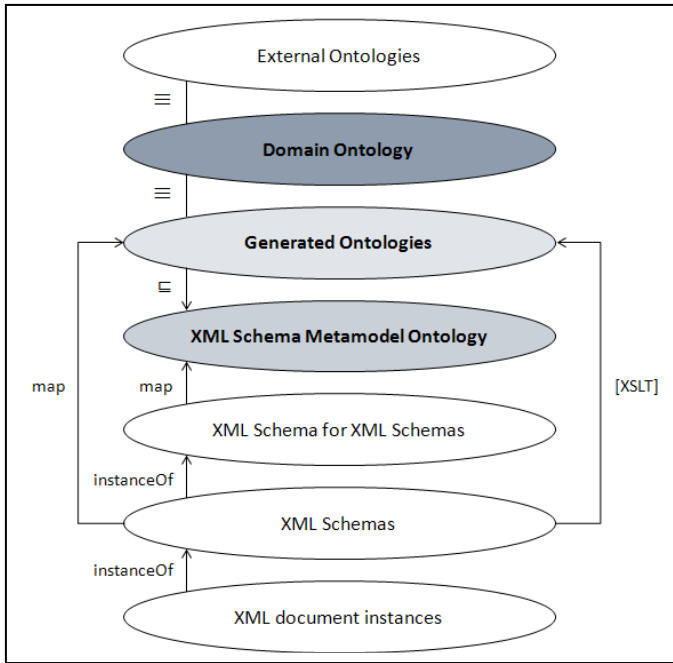 External Ontologies
≡
Domain Ontology
≡
Generated Ontologies
⊑
XML Schema Metamodel Ontology
map
map
[XSLT]
XML Schema for XML Schemas
instanceOf
XML Schemas
instanceOf
XML document instances